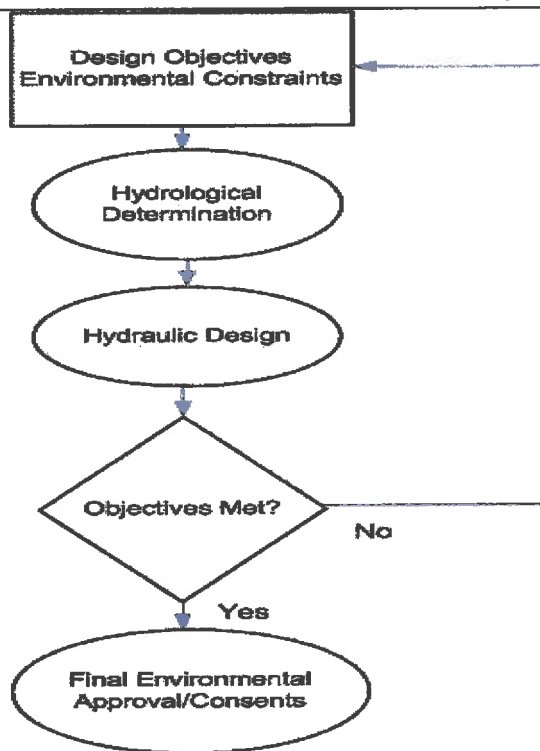 Design Objectives
Environmental Constraints
Hydrological
Determination
Hydraulic Design
Objectives Met?
No
Yes
Final Environmental
Approval/Consents